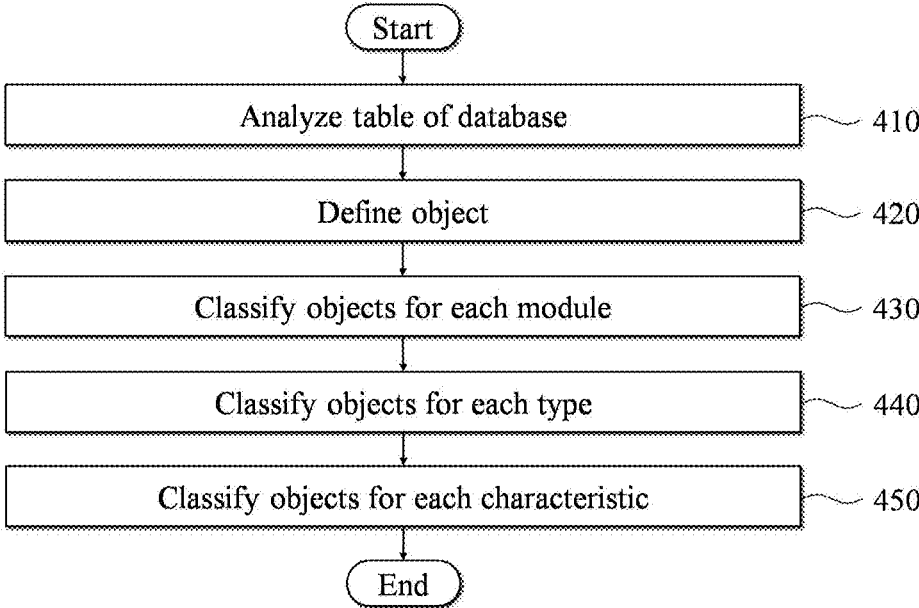 Start
Analyze table of database
410
Define object
420
Classify objects for each module
430
Classify objects for each type
440
Classify objects for each characteristic
450
End